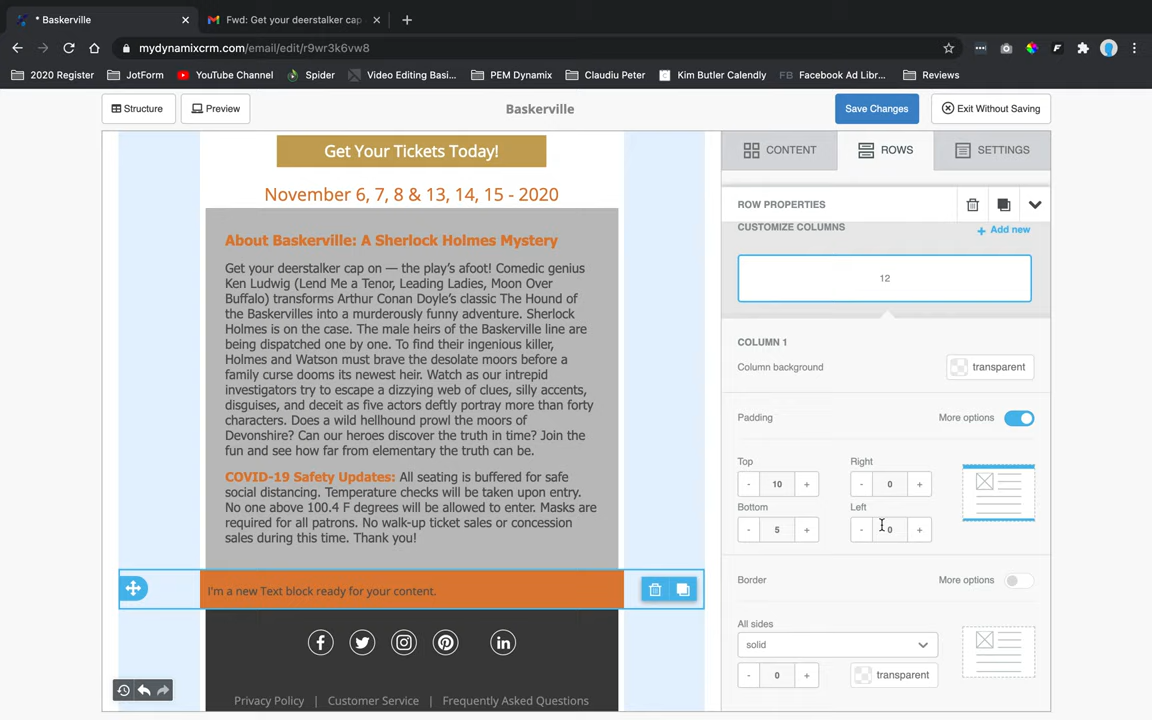 * Baskerville
Fwd: Get your deerstalker cap
mydynamixcrm.com/email/edit/r9wr3k6vw8
2020 Register
JotForm
YouTube Channel
Spider
Video Editing Basi...
PEM Dynamix
Claudiu Peter
Kim Butler Calendly
FB Facebook Ad Libr...
Reviews
Structure
Preview
Baskerville
Save Changes
Exit Without Saving
Get Your Tickets Today!
November 6, 7, 8 & 13, 14, 15 - 2020
About Baskerville: A Sherlock Holmes Mystery
Get your deerstalker cap on — the play's afoot! Comedic genius
Ken Ludwig (Lend Me a Tenor, Leading Ladies, Moon Over
Buffalo) transforms Arthur Conan Doyle's classic The Hound of
the Baskervilles into a murderously funny adventure. Sherlock
Holmes is on the case. The male heirs of the Baskerville line are
being dispatched one by one. To find their ingenious killer,
Holmes and Watson must brave the desolate moors before a
family curse dooms its newest heir. Watch as our intrepid
investigators try to escape a dizzying web of clues, silly accents,
disguises, and deceit as five actors deftly portray more than forty
characters. Does a wild hellhound prowl the moors of
Devonshire? Can our heroes discover the truth in time? Join the
fun and see how far from elementary the truth can be.
COVID-19 Safety Updates: All seating is buffered for safe
social distancing. Temperature checks will be taken upon entry.
No one above 100.4 F degrees will be allowed to enter. Masks are
required for all patrons. No walk-up ticket sales or concession
sales during this time. Thank you!
I'm a new Text block ready for your content.
Privacy Policy | Customer Service | Frequently Asked Questions
CONTENT
ROWS
SETTINGS
ROW PROPERTIES
CUSTOMIZE COLUMNS
+ Add new
12
COLUMN 1
Column background
transparent
Padding
More options
Top
Right
- 10 +
- 0 +
Bottom
Left
- 5 +
- 0 +
Border
More options
All sides
solid
- 0 +
transparent